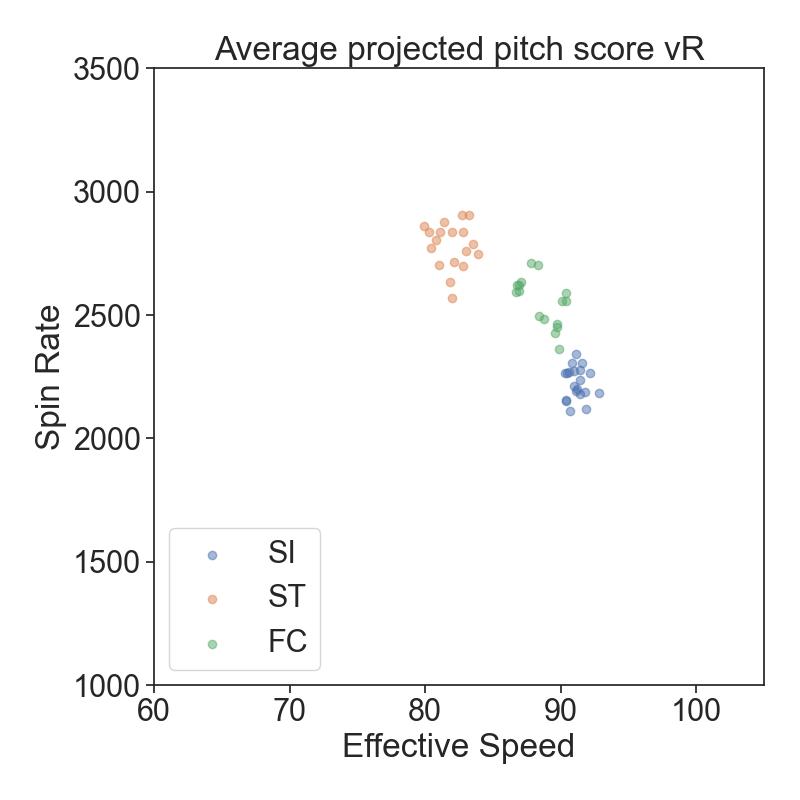 Average projected pitch score vR
3500
3000
2500
2000
1500
1000
Spin Rate
SI
ST
FC
60 70 80 90 100
Effective Speed